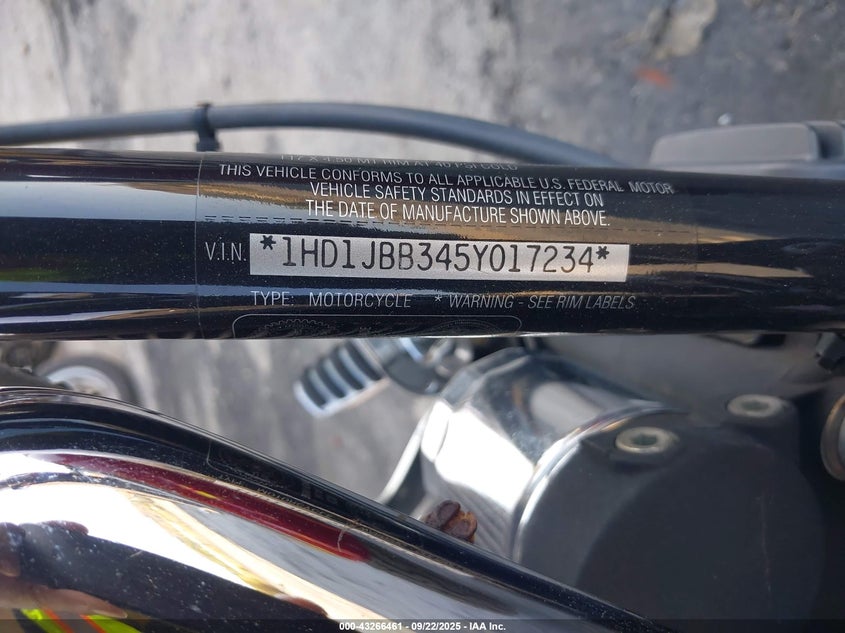 THIS VEHICLE CONFORMS TO ALL APPLICABLE U.S. FEDERAL MOTOR
VEHICLE SAFETY STANDARDS IN EFFECT ON
THE DATE OF MANUFACTURE SHOWN ABOVE.
V.I.N. *1HD1JBB345Y017234*
TYPE: MOTORCYCLE * WARNING - SEE RIM LABELS
000-43266461 - 09/22/2025 - IAA Inc.